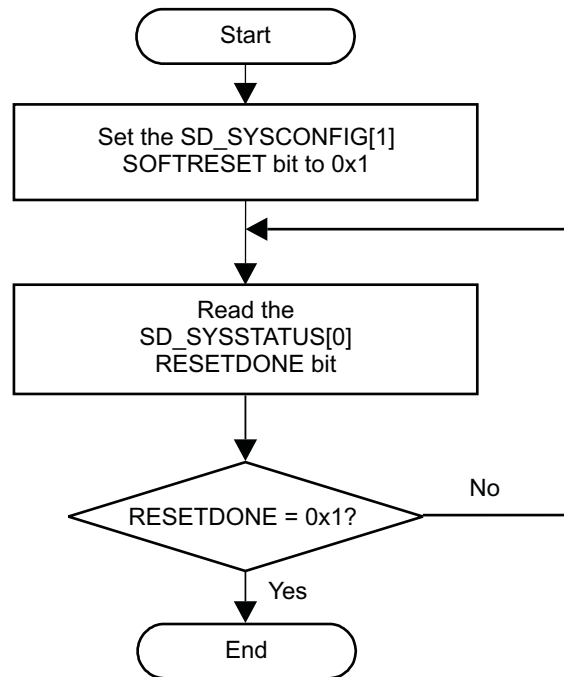 Start
Set the SD_SYSCONFIG[1]
SOFTRESET bit to 0x1
Read the
SD_SYSSTATUS[0]
RESETDONE bit
RESETDONE = 0x1?
No
Yes
End